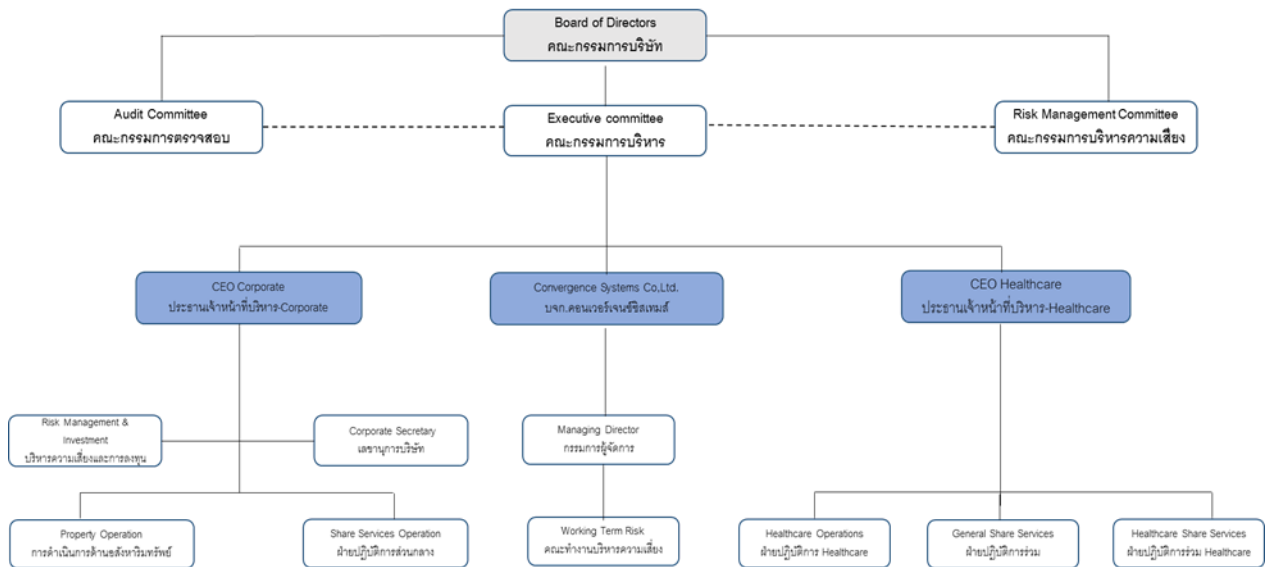 Board of Directors
คณะกรรมการบริษัท
Audit Committee
คณะกรรมการตรวจสอบ
Executive committee
คณะกรรมการบริหาร
Risk Management Committee
คณะกรรมการบริหารความเสี่ยง
CEO Corporate
ประธานเจ้าหน้าที่บริหาร-Corporate
Convergence Systems Co,Ltd.
บจก.คอนเวอร์เจนซ์ซิสเทมส์
CEO Healthcare
ประธานเจ้าหน้าที่บริหาร-Healthcare
Risk Management &
Investment
บริหารความเสี่ยงและการลงทุน
Corporate Secretary
เลขานุการบริษัท
Managing Director
กรรมการผู้จัดการ
Property Operation
การดำเนินการด้านอสังหาริมทรัพย์
Share Services Operation
ฝ่ายปฏิบัติการส่วนกลาง
Working Term Risk
คณะทำงานบริหารความเสี่ยง
Healthcare Operations
ฝ่ายปฏิบัติการ Healthcare
General Share Services
ฝ่ายปฏิบัติการร่วม
Healthcare Share Services
ฝ่ายปฏิบัติการร่วม Healthcare